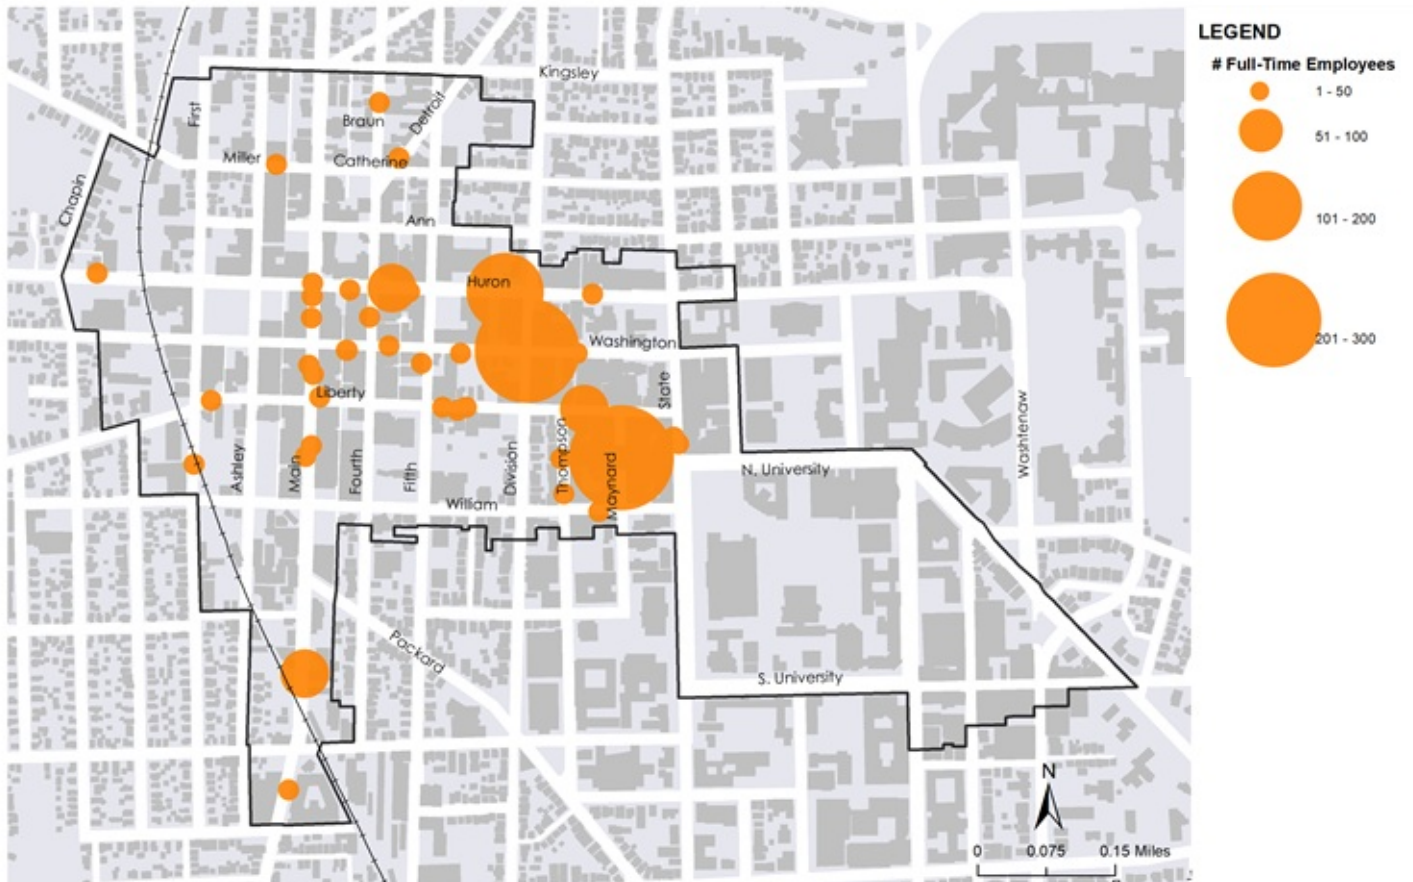 LEGEND
# Full-Time Employees
1 - 50
51 - 100
101 - 200
201 - 300
Kingsley
First
Detroit
Braun
Miller
Catherine
Chapin
Ann
Huron
Washington
State
Liberty
Ashley
Main
Fourth
Fifth
Division
Thompson
Maynard
Washtenaw
N. University
William
Packard
S. University
N
0 0.075 0.15 Miles